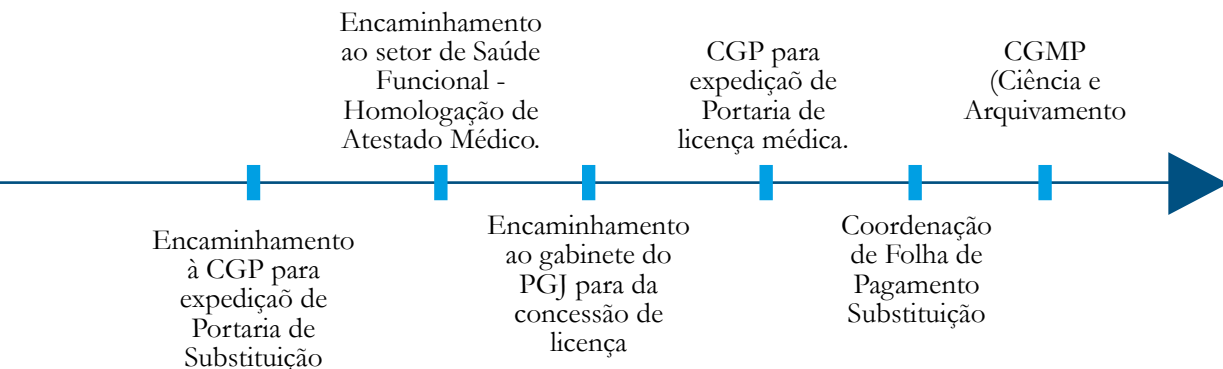 Encaminhamento
à CGP para
expediçaõ de
Portaria de
Substituição
Encaminhamento
ao setor de Saúde
Funcional -
Homologação de
Atestado Médico.
Encaminhamento
ao gabinete do
PGJ para da
concessão de
licença
CGP para
expediçaõ de
Portaria de
licença médica.
Coordenação
de Folha de
Pagamento
Substituição
CGMP
(Ciência e
Arquivamento